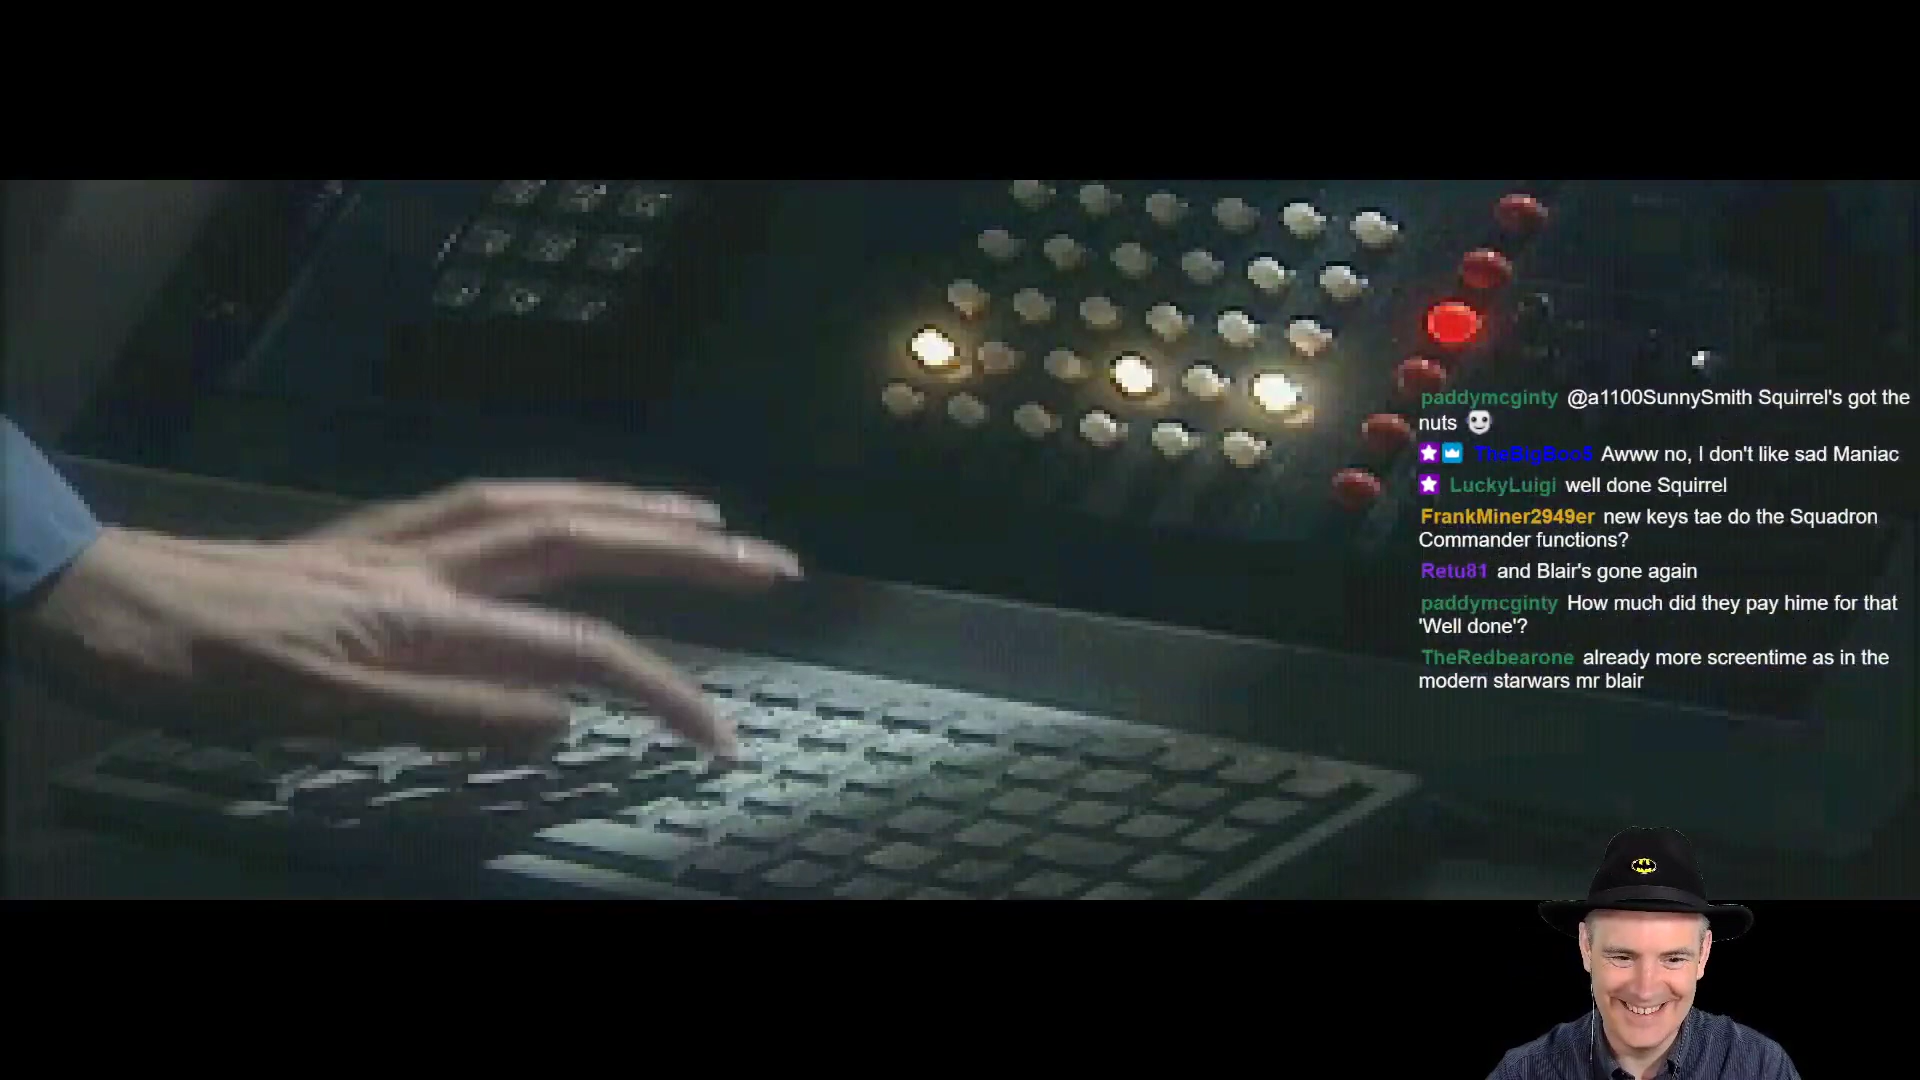 paddymcginty @a1100SunnySmith Squirrel's got the
nuts
TheBigBoo5 Awww no, I don't like sad Maniac
LuckyLuigi well done Squirrel
FrankMiner2949er new keys tae do the Squadron
Commander functions?
Retu81 and Blair's gone again
paddymcginty How much did they pay hime for that
'Well done'?
TheRedbearone already more screentime as in the
modern starwars mr blair